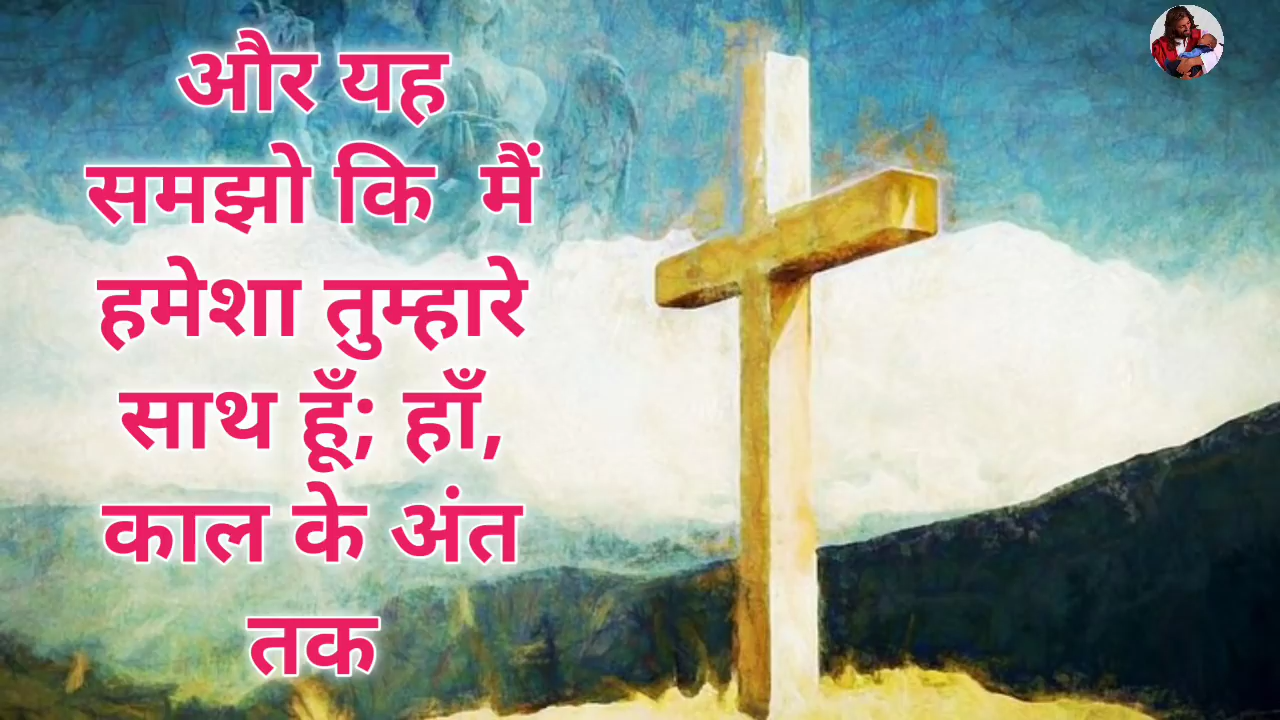 और यह
समझो कि  मैं
हमेशा तुम्हारे
साथ हूँ; हाँ,
काल के अंत
तक